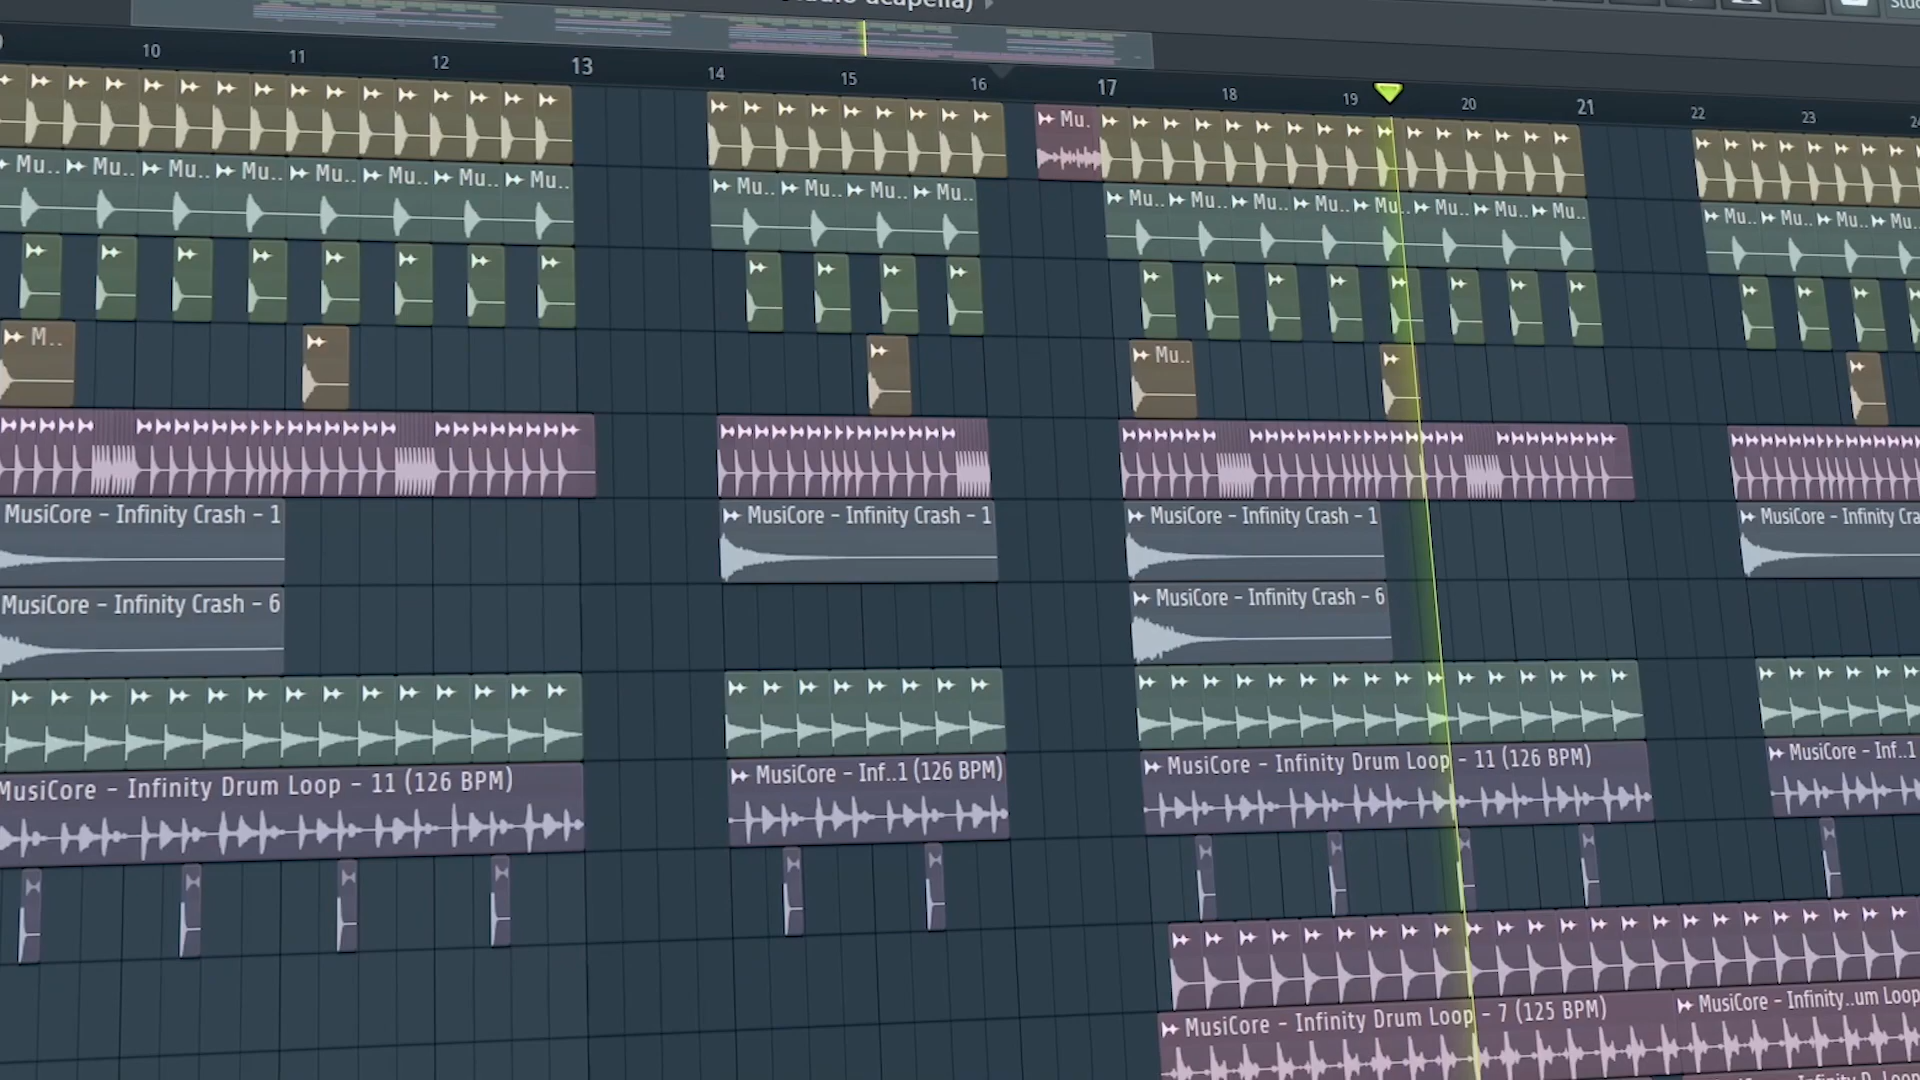 acapella)
10 11 12 13 14 15 16 17 18 19 20 21 22 23
Mu.
Mu.. Mu.. Mu.. Mu.. Mu.. Mu.. Mu.. Mu.. Mu.. Mu.. Mu.. Mu.. Mu.. Mu.. Mu.. Mu.. Mu.. Mu.. Mu.. Mu.. Mu.. Mu.. Mu.. Mu..
M.. Mu..
MusiCore - Infinity Crash - 1 MusiCore - Infinity Crash - 1 MusiCore - Infinity Crash - 1 MusiCore - Infinity Cra
MusiCore - Infinity Crash - 6 MusiCore - Infinity Crash - 6
MusiCore - Infinity Drum Loop - 11 (126 BPM) MusiCore - Inf..1 (126 BPM) MusiCore - Infinity Drum Loop - 11 (126 BPM) MusiCore - Inf..1
MusiCore - Infinity Drum Loop - 7 (125 BPM) MusiCore - Infinity..um Loop